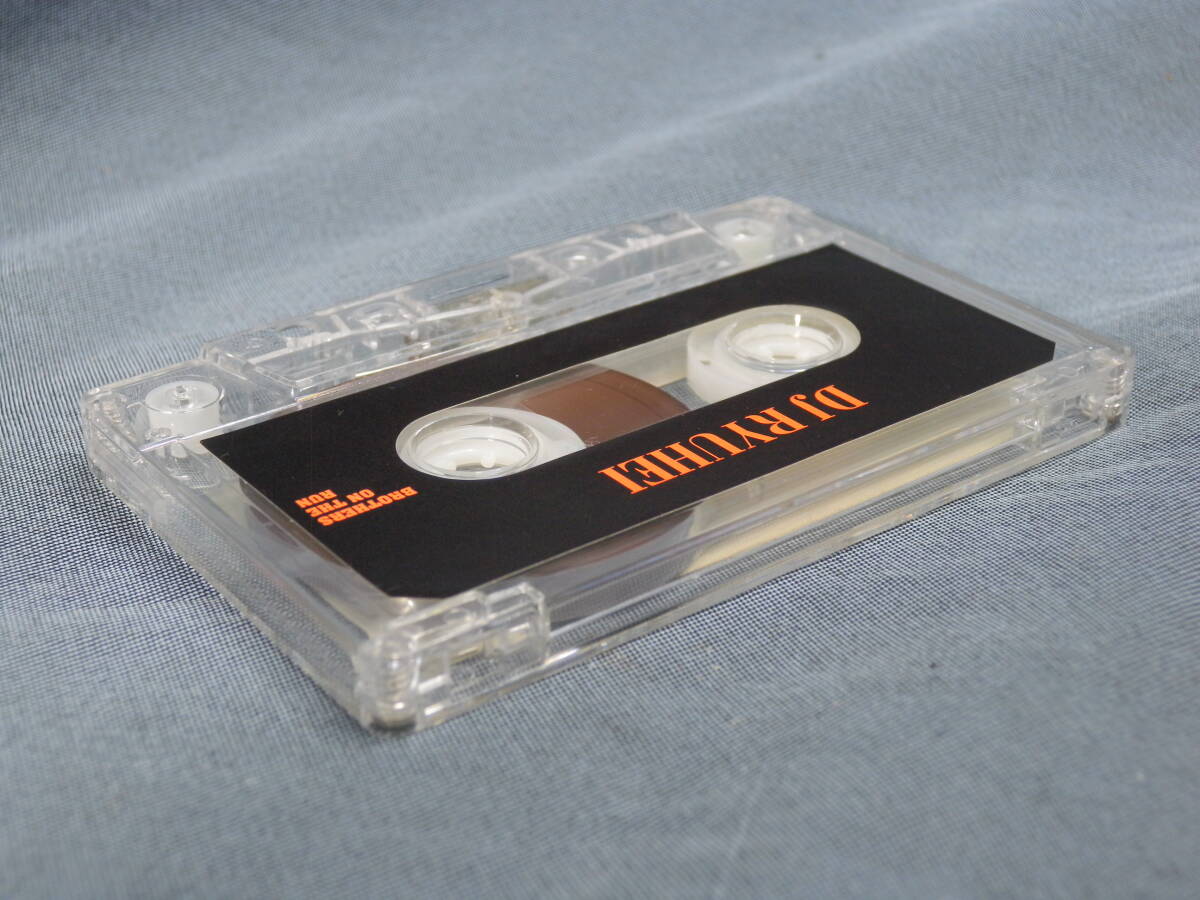 DJ RYUHEI
BROTHERS
ON THE
RUN